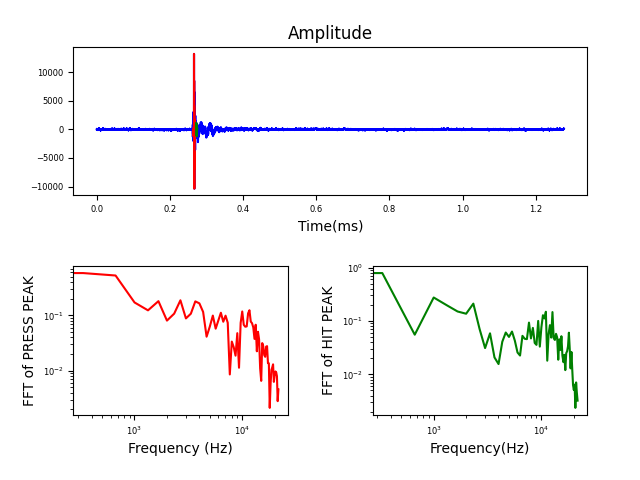 Amplitude
10000
5000
0
−5000
−10000
0.0 0.2 0.4 0.6 0.8 1.0 1.2
Time(ms)
FFT of PRESS PEAK
10⁻¹
10⁻²
10³ 10⁴
Frequency (Hz)
FFT of HIT PEAK
10⁰
10⁻¹
10⁻²
10³ 10⁴
Frequency(Hz)